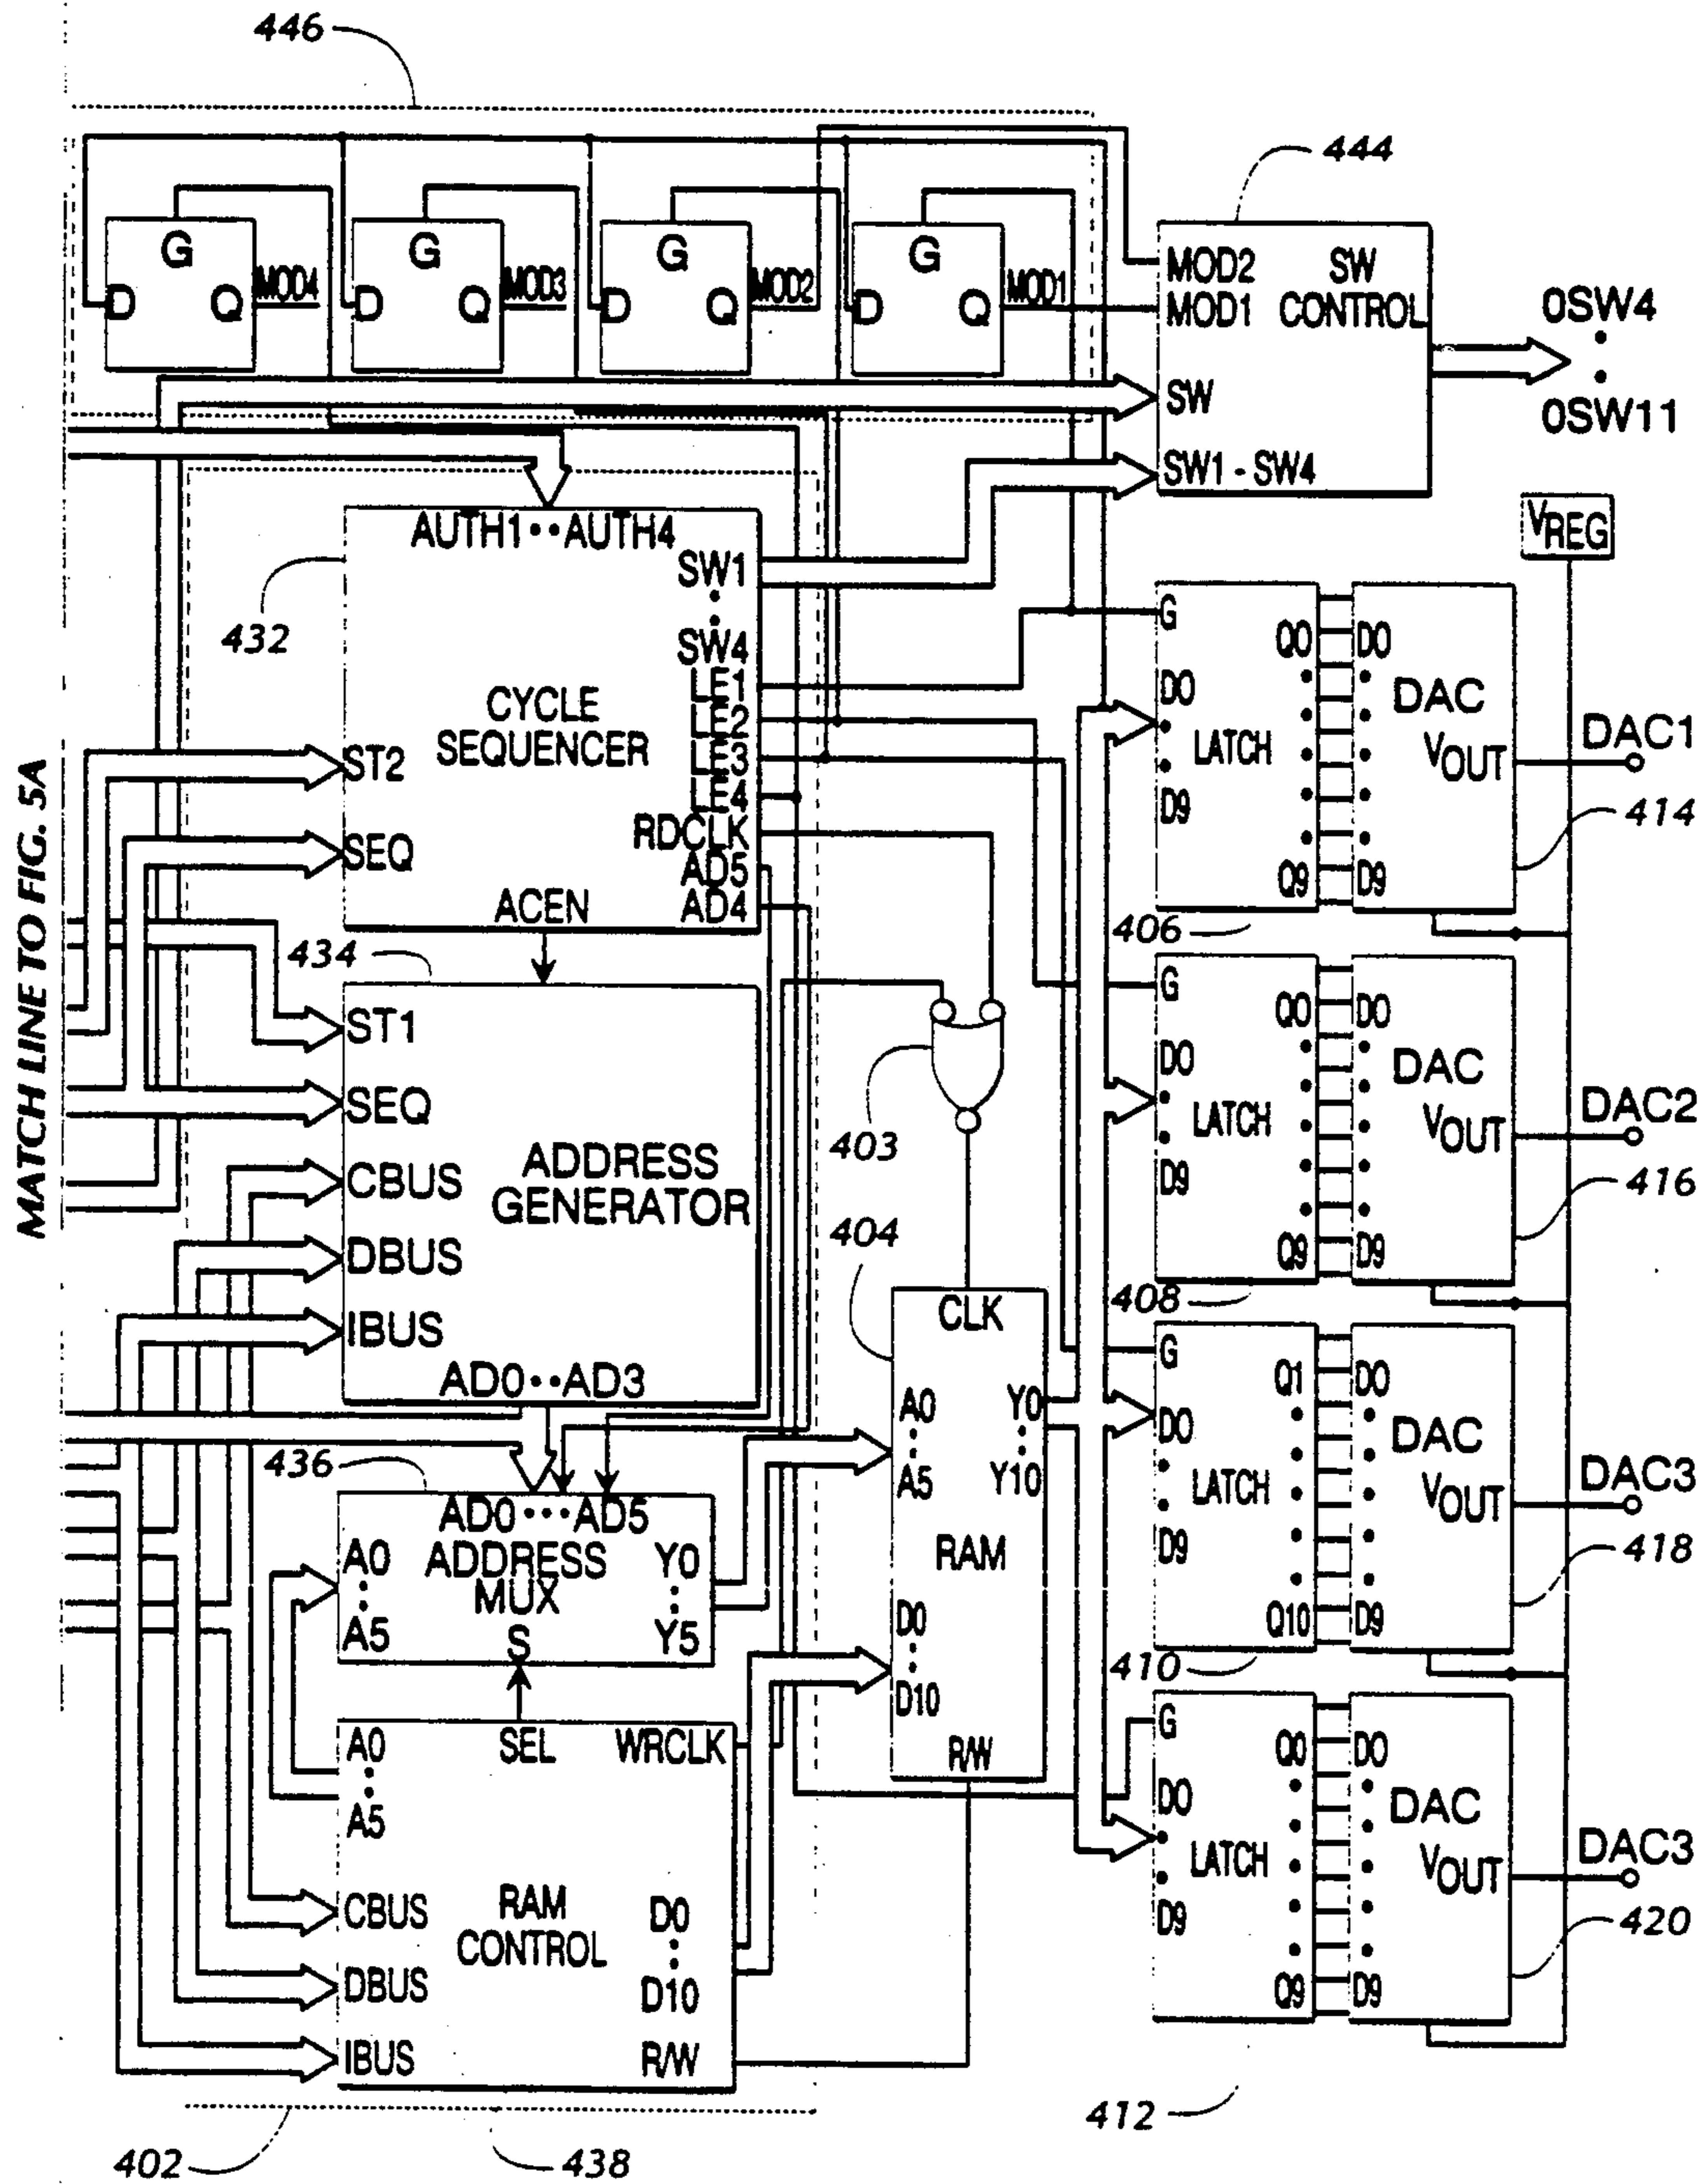 446
444
G
D
Q
MOD4
G
D
Q
MOD3
G
D
Q
MOD2
G
D
Q
MOD1
MOD2
MOD1
SW
CONTROL
SW
SW1 - SW4
0SW4
0SW11
VREG
MATCH LINE TO FIG. 5A
432
AUTH1 •• AUTH4
SW1
SW4
LE1
LE2
LE3
LE4
RDCLK
AD5
AD4
CYCLE
SEQUENCER
ST2
SEQ
ACEN
434
ST1
SEQ
CBUS
DBUS
IBUS
ADDRESS
GENERATOR
AD0 •• AD3
436
AD0 ••• AD5
ADDRESS
MUX
A0
A5
S
Y0
Y5
A0
A5
SEL
WRCLK
RAM
CONTROL
CBUS
DBUS
IBUS
D0
D10
R/W
402
438
403
404
CLK
A0
A5
Y0
Y10
RAM
D0
D10
R/W
G
D0
D9
LATCH
Q0
Q9
D0
D9
DAC
VOUT
DAC1
414
406
G
D0
D9
LATCH
Q0
Q9
D0
D9
DAC
VOUT
DAC2
416
408
G
D0
D9
LATCH
Q1
Q10
D0
D9
DAC
VOUT
DAC3
418
410
G
D0
D9
LATCH
Q0
Q9
D0
D9
DAC
VOUT
DAC3
420
412